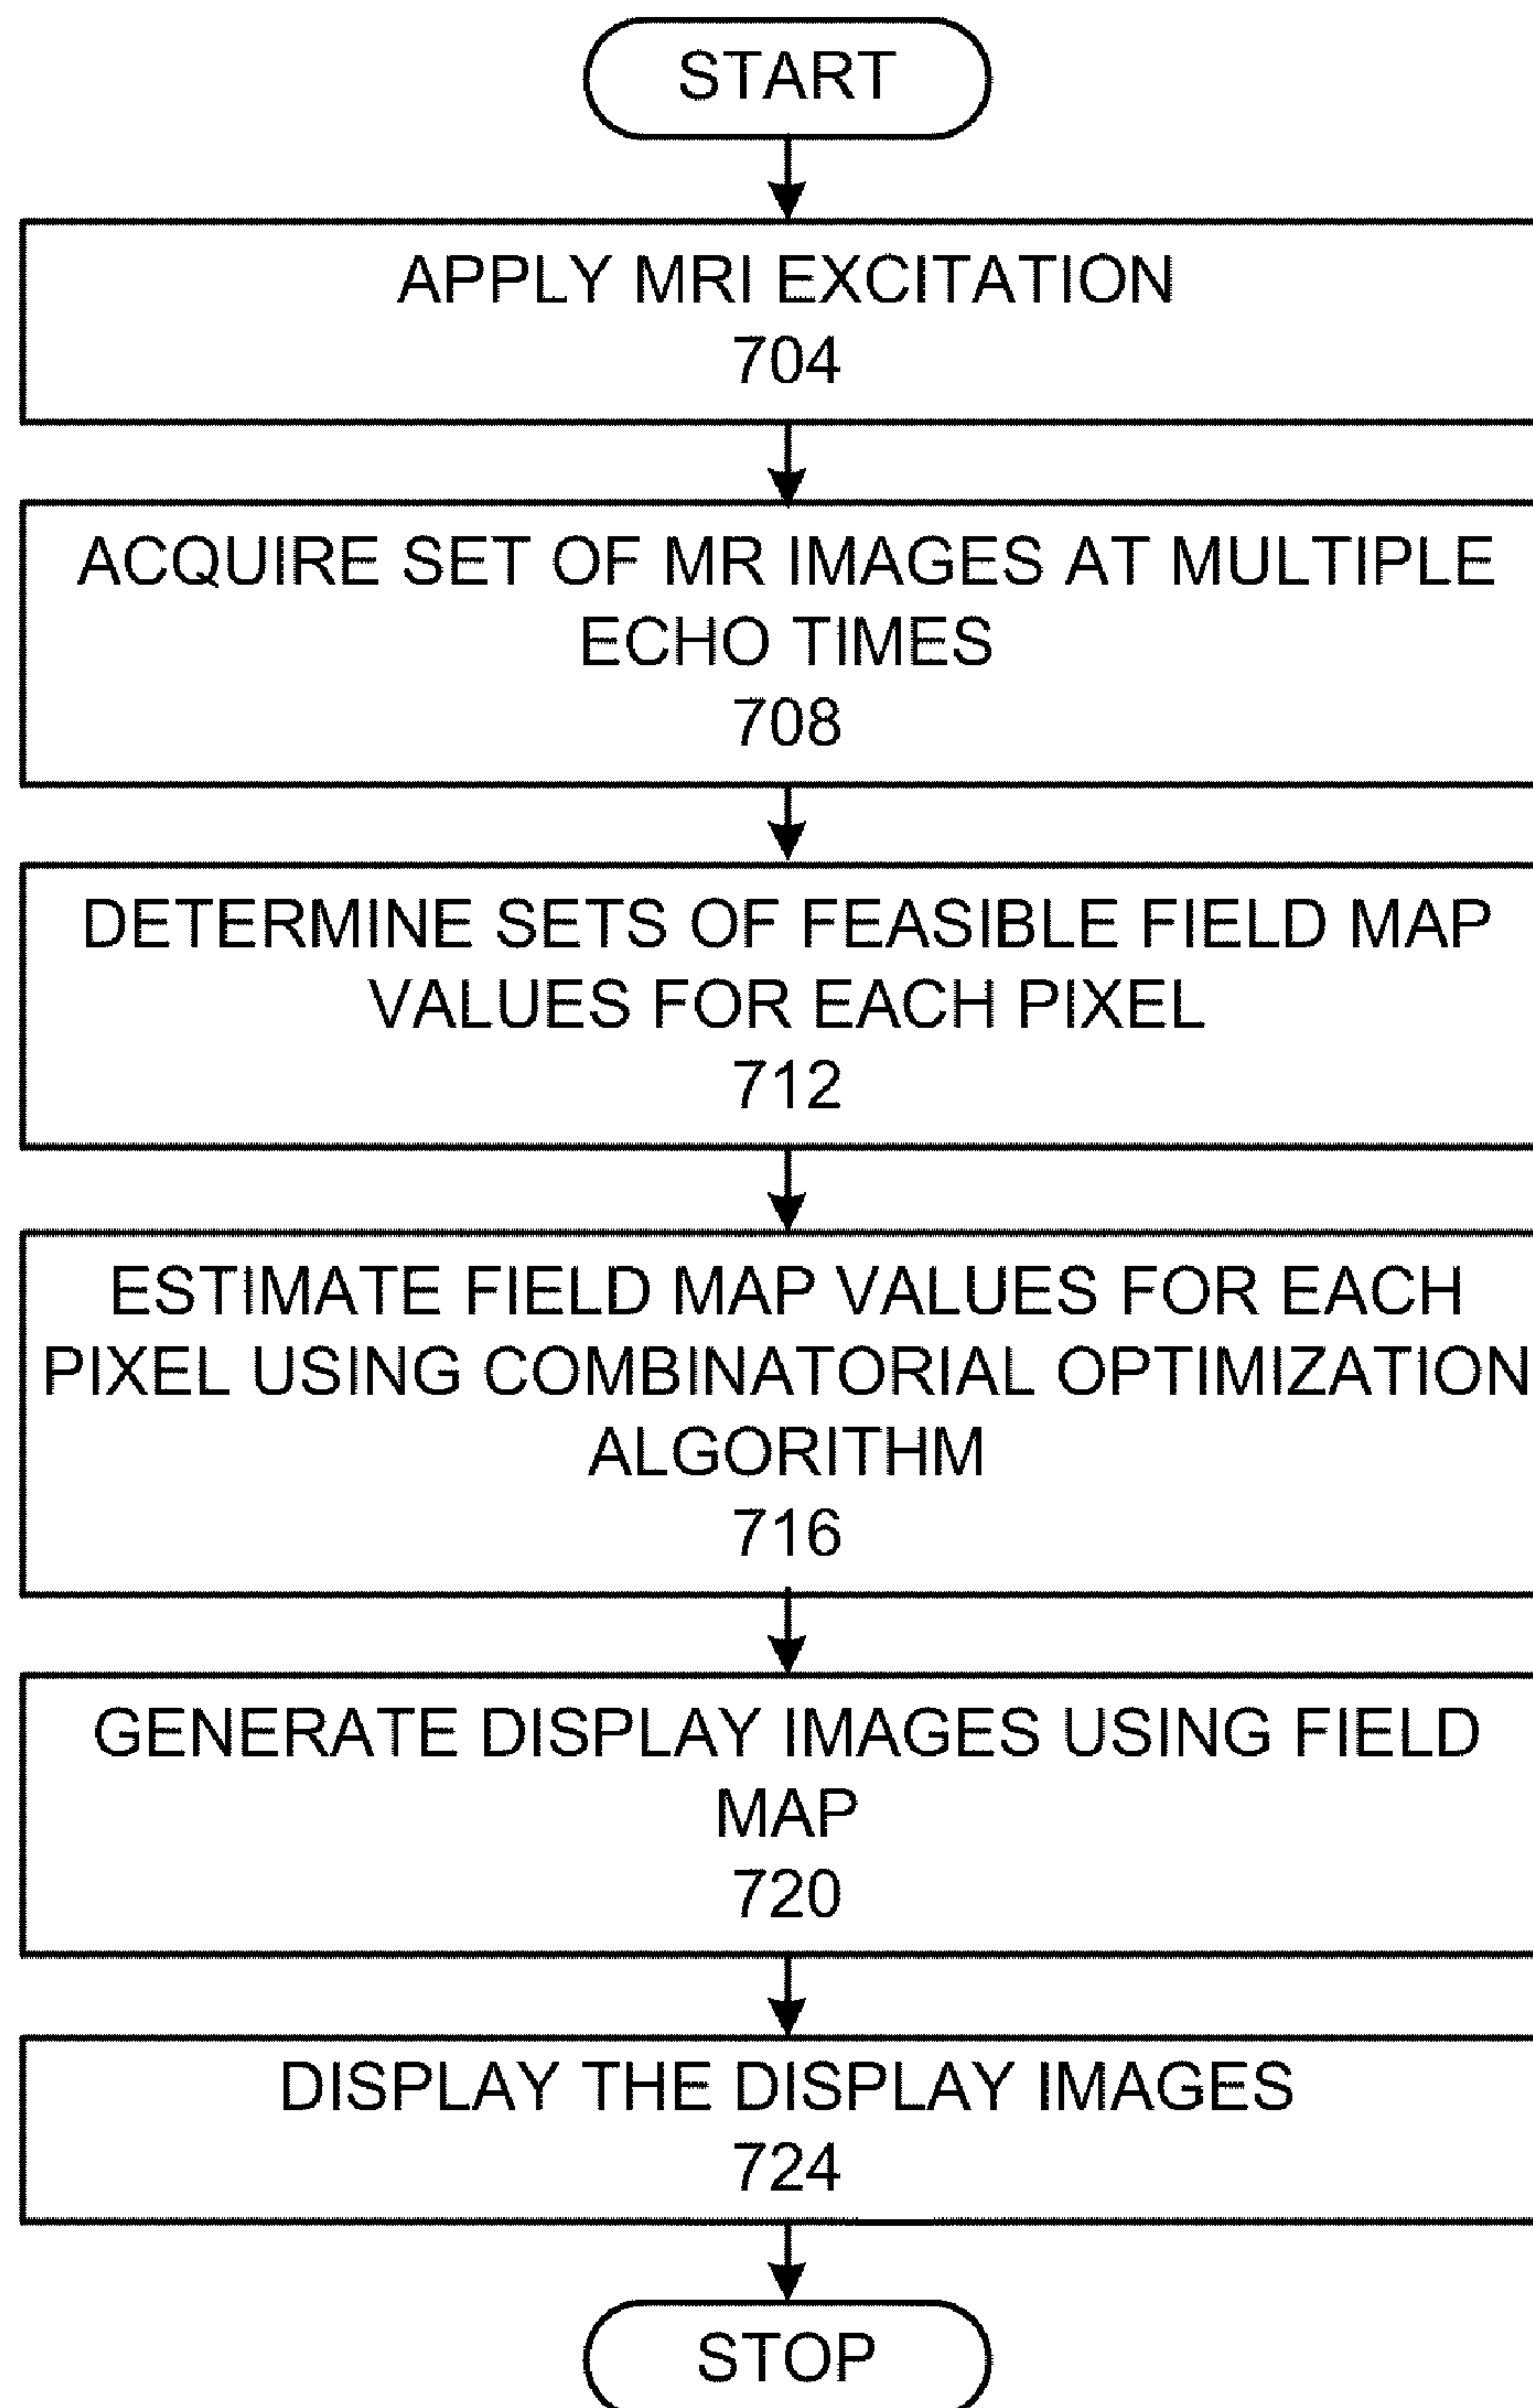 START
APPLY MRI EXCITATION
704
ACQUIRE SET OF MR IMAGES AT MULTIPLE
ECHO TIMES
708
DETERMINE SETS OF FEASIBLE FIELD MAP
VALUES FOR EACH PIXEL
712
ESTIMATE FIELD MAP VALUES FOR EACH
PIXEL USING COMBINATORIAL OPTIMIZATION
ALGORITHM
716
GENERATE DISPLAY IMAGES USING FIELD
MAP
720
DISPLAY THE DISPLAY IMAGES
724
STOP